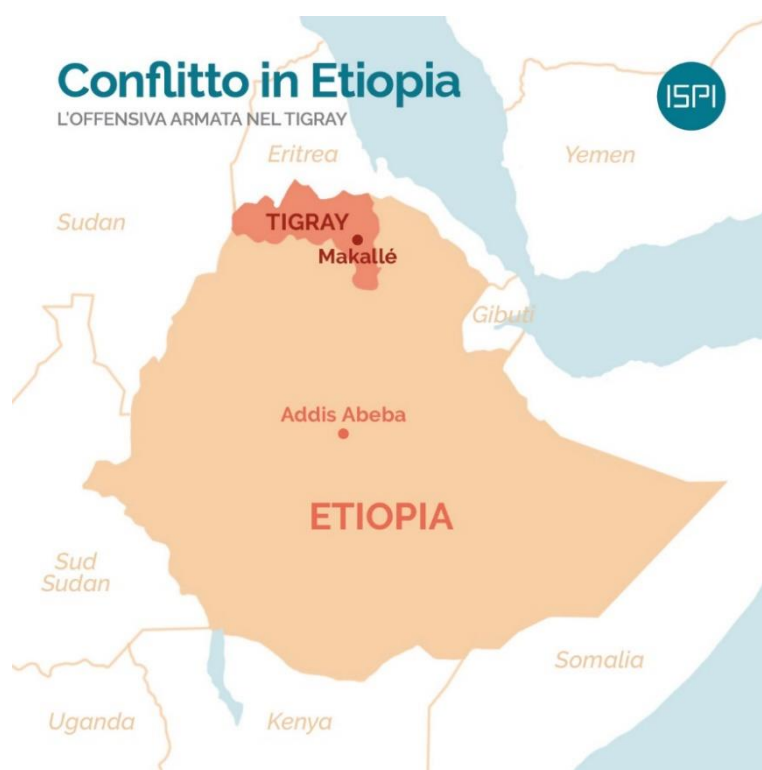 Conflitto in Etiopia
L'OFFENSIVA ARMATA NEL TIGRAY
ISPI
Eritrea
Yemen
Sudan
TIGRAY
Makallé
Gibuti
Addis Abeba
ETIOPIA
Sud
Sudan
Somalia
Uganda
Kenya